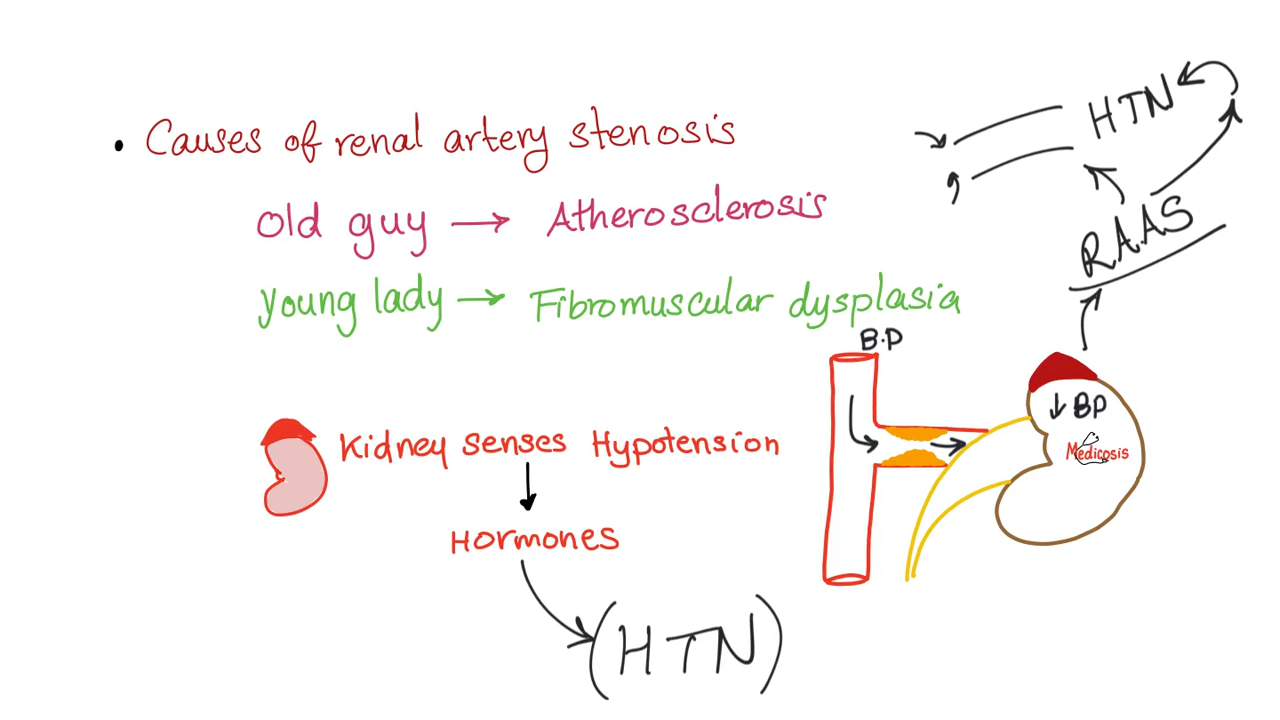 • Causes of renal artery stenosis
Old guy → Atherosclerosis
young lady → Fibromuscular dysplasia
Kidney senses Hypotension
Hormones
(HTN)
HTN
RAAS
B.P
↓ BP
Medicosis